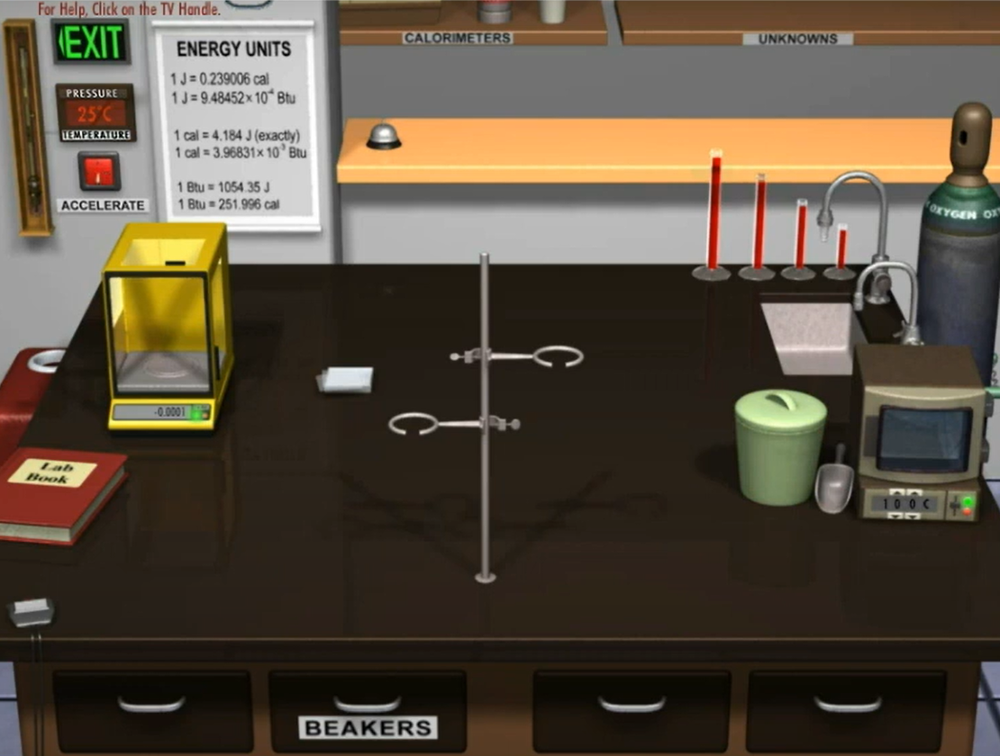 For Help, Click on the TV Handle.
EXIT
PRESSURE
25°C
TEMPERATURE
ACCELERATE
ENERGY UNITS
1 J = 0.239006 cal
1 J = 9.48452×10⁻⁴ Btu
1 cal = 4.184 J (exactly)
1 cal = 3.96831×10⁻³ Btu
1 Btu = 1054.35 J
1 Btu = 251.996 cal
CALORIMETERS
UNKNOWNS
OXYGEN
-0.0001
Lab
Book
100C
BEAKERS